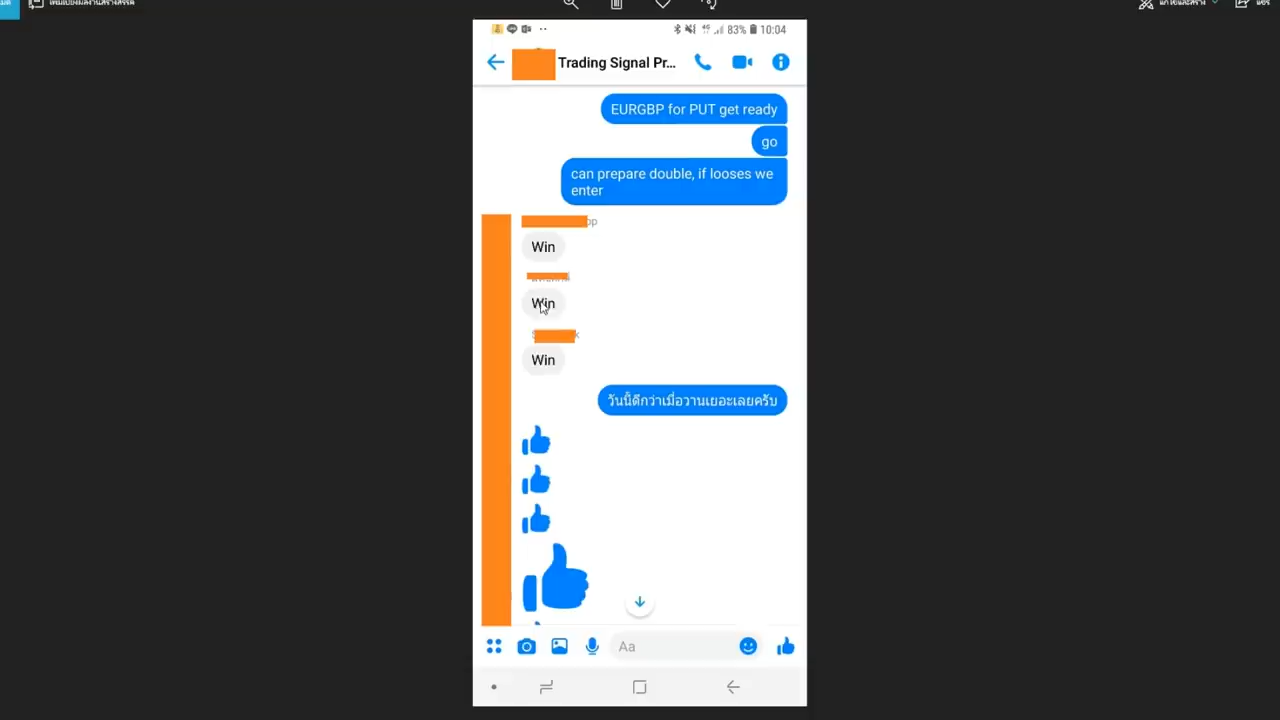 83% 10:04
Trading Signal Pr...
EURGBP for PUT get ready
go
can prepare double, if looses we
enter
Win
Win
Win
วันนี้ดีกว่าเมื่อวานเยอะเลยครับ
Aa